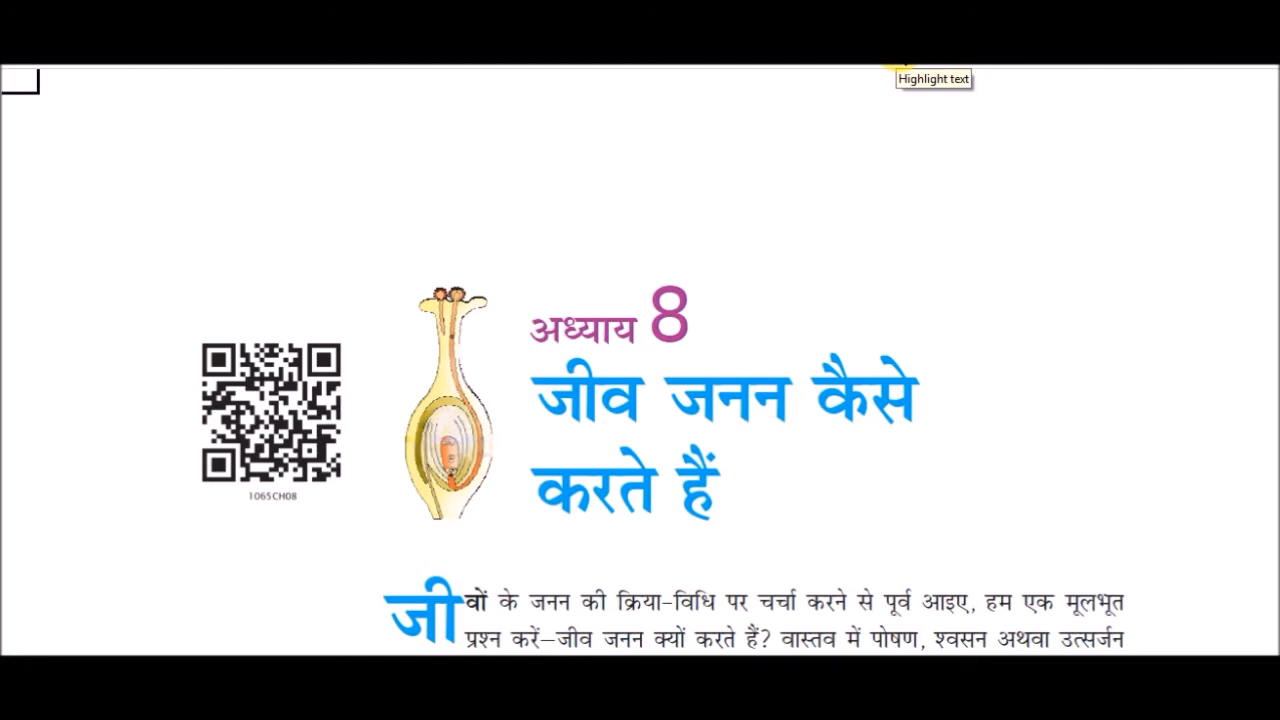 Highlight text
अध्याय 8
जीव जनन कैसे
करते हैं
1065CH08
जीवों के जनन की क्रिया-विधि पर चर्चा करने से पूर्व आइए, हम एक मूलभूत
प्रश्न करें–जीव जनन क्यों करते हैं? वास्तव में पोषण, श्वसन अथवा उत्सर्जन